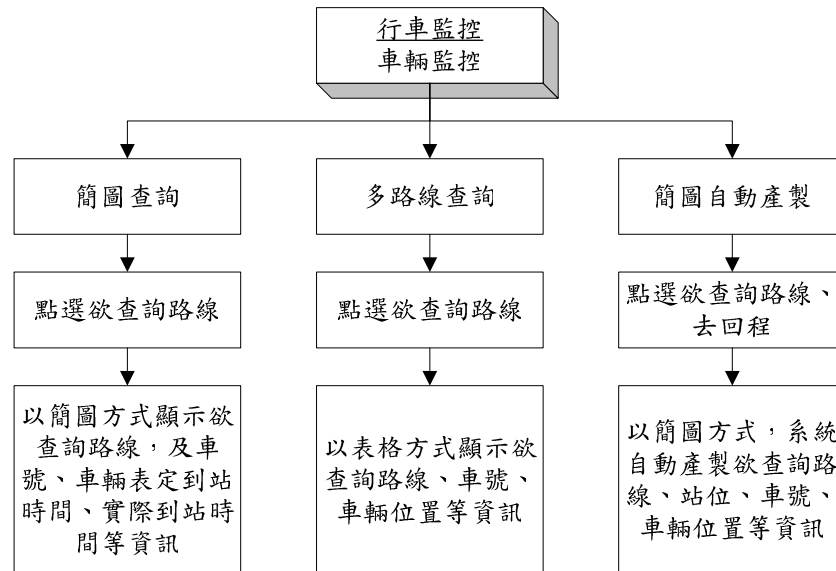 行車監控
車輛監控
簡圖查詢
多路線查詢
簡圖自動產製
點選欲查詢路線
點選欲查詢路線
點選欲查詢路線、
去回程
以簡圖方式顯示欲
查詢路線，及車
號、車輛表定到站
時間、實際到站時
間等資訊
以表格方式顯示欲
查詢路線、車號、
車輛位置等資訊
以簡圖方式，系統
自動產製欲查詢路
線、站位、車號、
車輛位置等資訊